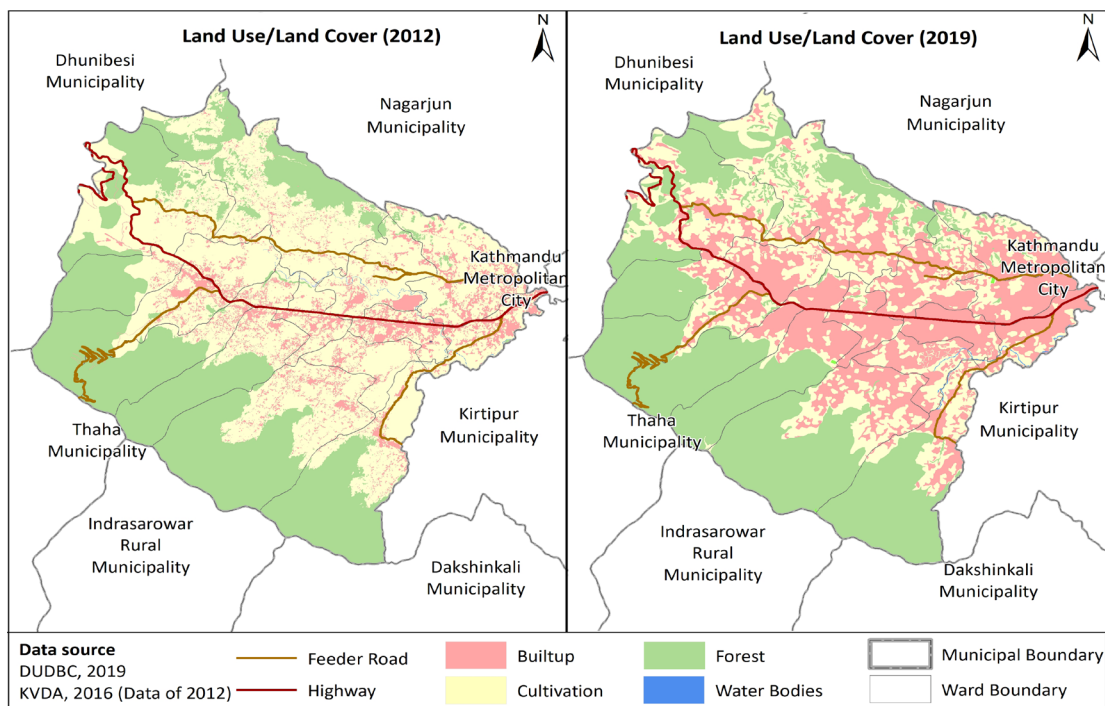 Land Use/Land Cover (2012)
N
Dhunibesi
Municipality
Nagarjun
Municipality
Kathmandu
Metropolitan
City
Kirtipur
Municipality
Thaha
Municipality
Indrasarowar
Rural
Municipality
Dakshinkali
Municipality
Land Use/Land Cover (2019)
N
Dhunibesi
Municipality
Nagarjun
Municipality
Kathmandu
Metropolitan
City
Kirtipur
Municipality
Thaha
Municipality
Indrasarowar
Rural
Municipality
Dakshinkali
Municipality
Data source
DUDBC, 2019
KVDA, 2016 (Data of 2012)
Feeder Road
Highway
Builtup
Cultivation
Forest
Water Bodies
Municipal Boundary
Ward Boundary